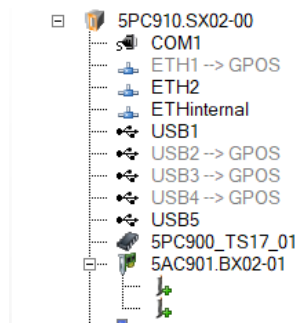 5PC910.SX02-00
COM1
ETH1 --> GPOS
ETH2
ETHinternal
USB1
USB2 --> GPOS
USB3 --> GPOS
USB4 --> GPOS
USB5
5PC900_TS17_01
5AC901.BX02-01